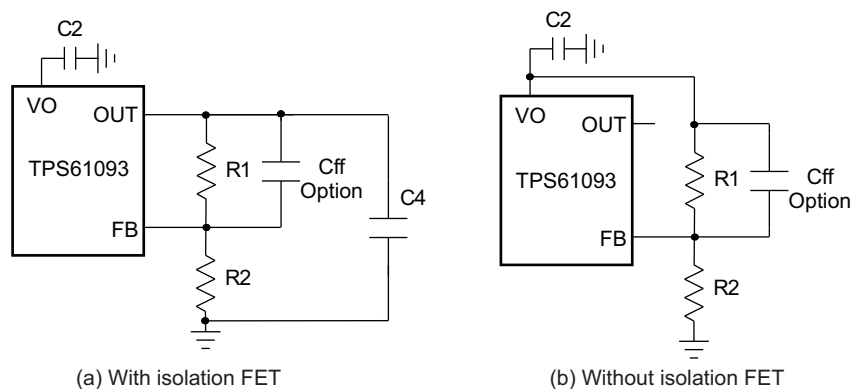 C2
VO
OUT
TPS61093
R1
Cff
Option
C4
FB
R2
(a) With isolation FET
C2
VO
OUT
TPS61093
R1
Cff
Option
FB
R2
(b) Without isolation FET